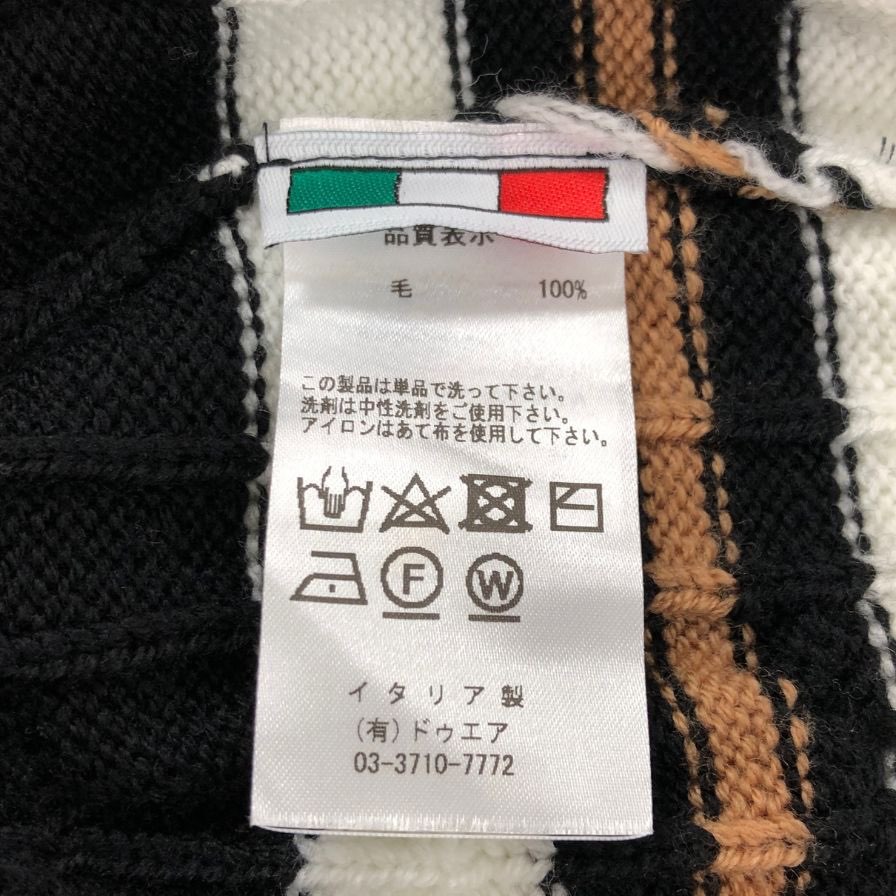 品質表示
毛 100%
この製品は単品で洗って下さい。
洗剤は中性洗剤をご使用下さい。
アイロンはあて布を使用して下さい。
F W
イタリア製
(有)ドゥエア
03-3710-7772